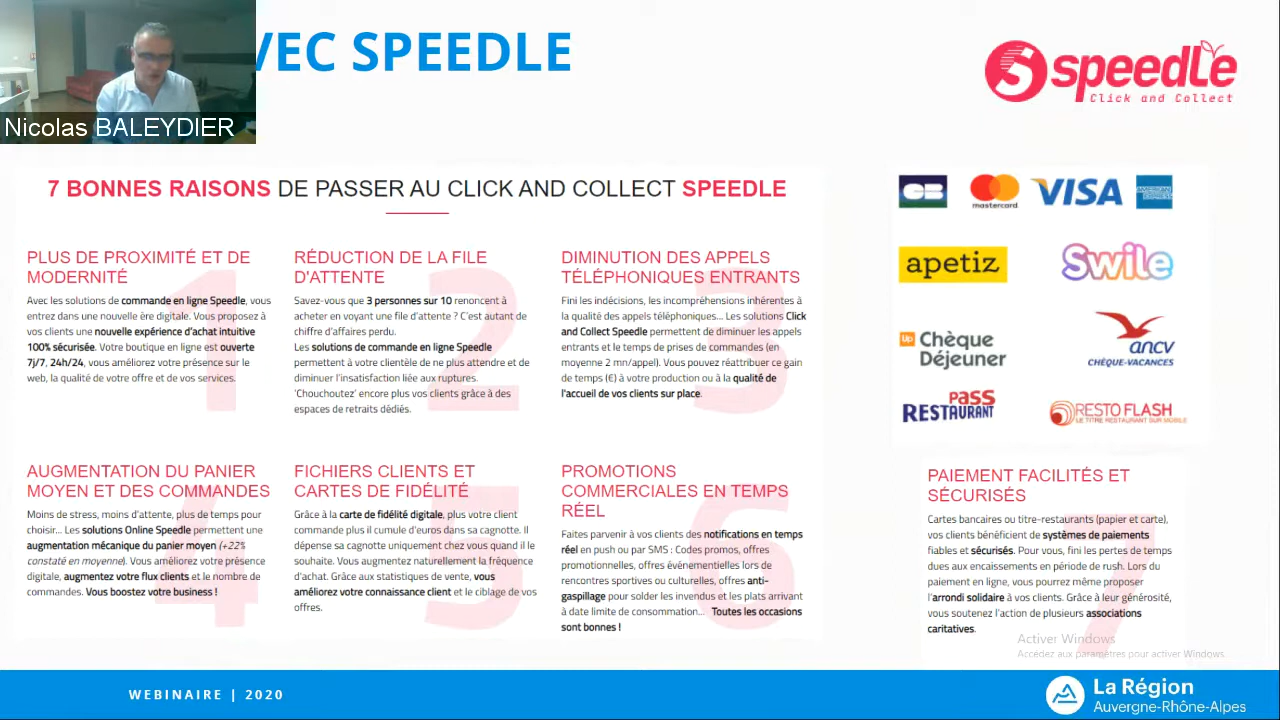 VEC SPEEDLE
speedle
Click and Collect
Nicolas BALEYDIER
7 BONNES RAISONS DE PASSER AU CLICK AND COLLECT SPEEDLE
PLUS DE PROXIMITÉ ET DE
MODERNITÉ
1
Avec les solutions de commande en ligne Speedle, vous
entrez dans une nouvelle ère digitale. Vous proposez à
vos clients une nouvelle expérience d'achat intuitive
100% sécurisée. Votre boutique en ligne est ouverte
7j/7, 24h/24, vous améliorez votre présence sur le
web, la qualité de votre offre et de vos services.
RÉDUCTION DE LA FILE
D'ATTENTE
2
Savez-vous que 3 personnes sur 10 renoncent à
acheter en voyant une file d'attente ? C'est autant de
chiffre d'affaires perdu.
Les solutions de commande en ligne Speedle
permettent à votre clientèle de ne plus attendre et de
diminuer l'insatisfaction liée aux ruptures.
'Chouchoutez' encore plus vos clients grâce à des
espaces de retraits dédiés.
DIMINUTION DES APPELS
TÉLÉPHONIQUES ENTRANTS
3
Fini les indécisions, les incompréhensions inhérentes à
la qualité des appels téléphoniques... Les solutions Click
and Collect Speedle permettent de diminuer les appels
entrants et le temps de prises de commandes (en
moyenne 2 mn/appel). Vous pouvez réattribuer ce gain
de temps (€) à votre production ou à la qualité de
l'accueil de vos clients sur place.
AUGMENTATION DU PANIER
MOYEN ET DES COMMANDES
4
Moins de stress, moins d'attente, plus de temps pour
choisir... Les solutions Online Speedle permettent une
augmentation mécanique du panier moyen (+22%
constaté en moyenne). Vous améliorez votre présence
digitale, augmentez votre flux clients et le nombre de
commandes. Vous boostez votre business !
FICHIERS CLIENTS ET
CARTES DE FIDÉLITÉ
5
Grâce à la carte de fidélité digitale, plus votre client
commande plus il cumule d'euros dans sa cagnotte. Il
dépense sa cagnotte uniquement chez vous quand il le
souhaite. Vous augmentez naturellement la fréquence
d'achat. Grâce aux statistiques de vente, vous
améliorez votre connaissance client et le ciblage de vos
offres.
PROMOTIONS
COMMERCIALES EN TEMPS
RÉEL
6
Faites parvenir à vos clients des notifications en temps
réel en push ou par SMS : Codes promos, offres
promotionnelles, offres événementielles lors de
rencontres sportives ou culturelles, offres anti-
gaspillage pour solder les invendus et les plats arrivant
à date limite de consommation... Toutes les occasions
sont bonnes !
CB
mastercard
VISA
AMERICAN EXPRESS
apetiz
Swile
Up Chèque
Déjeuner
ancv
CHÈQUE-VACANCES
PASS
RESTAURANT
RESTO FLASH
LE TITRE RESTAURANT SUR MOBILE
PAIEMENT FACILITÉS ET
SÉCURISÉS
7
Cartes bancaires ou titre-restaurants (papier et carte),
vos clients bénéficient de systèmes de paiements
fiables et sécurisés. Pour vous, fini les pertes de temps
dues aux encaissements en période de rush. Lors du
paiement en ligne, vous pourrez même proposer
l'arrondi solidaire à vos clients. Grâce à leur générosité,
vous soutenez l'action de plusieurs associations
caritatives.
Activer Windows
Accédez aux paramètres pour activer Windows.
WEBINAIRE | 2020
La Région
Auvergne-Rhône-Alpes